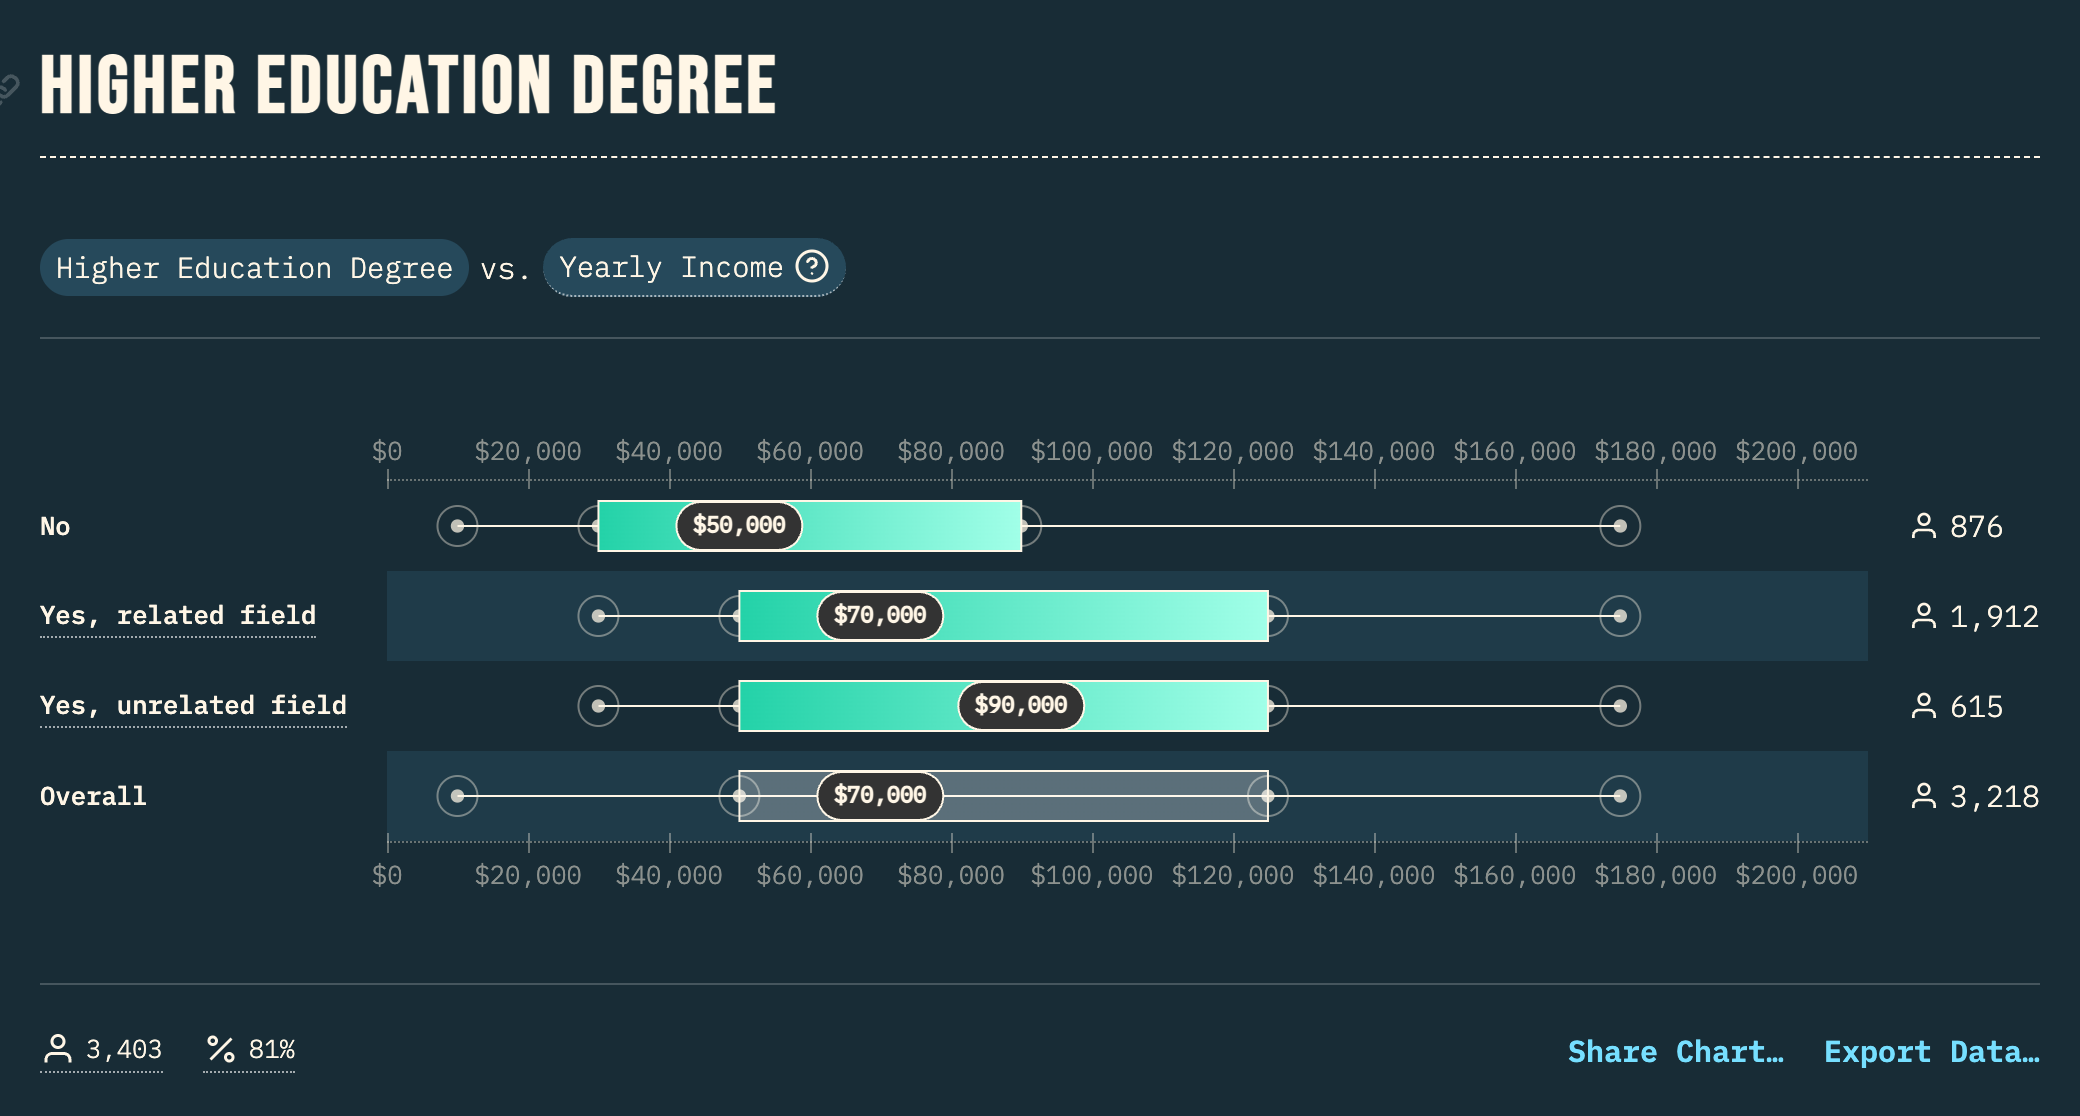 HIGHER EDUCATION DEGREE
Higher Education Degree vs. Yearly Income
$0 $20,000 $40,000 $60,000 $80,000 $100,000 $120,000 $140,000 $160,000 $180,000 $200,000
No $50,000 876
Yes, related field $70,000 1,912
Yes, unrelated field $90,000 615
Overall $70,000 3,218
$0 $20,000 $40,000 $60,000 $80,000 $100,000 $120,000 $140,000 $160,000 $180,000 $200,000
3,403 81% Share Chart… Export Data…